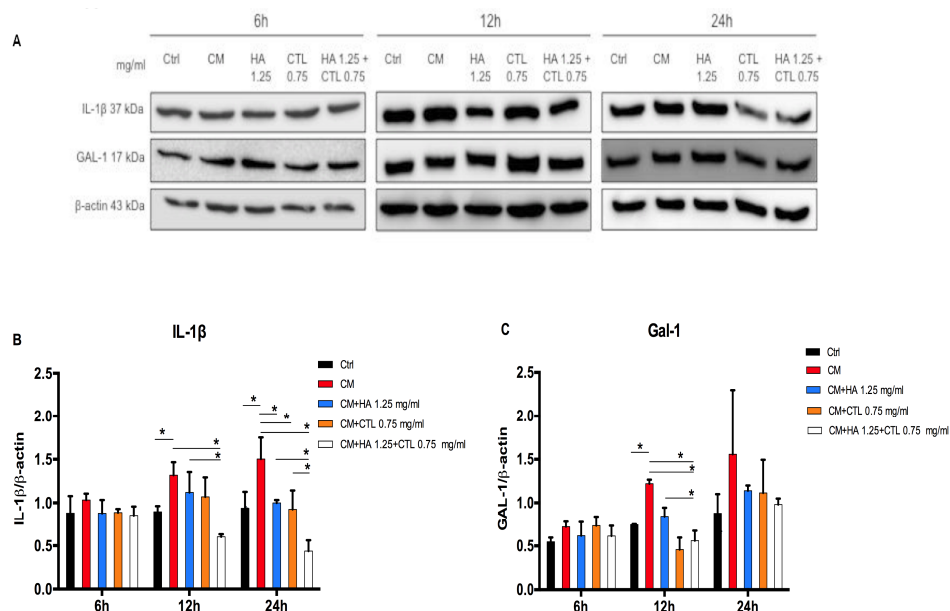 6h 12h 24h
A
mg/ml Ctrl CM HA 1.25 CTL 0.75 HA 1.25 + CTL 0.75 Ctrl CM HA 1.25 CTL 0.75 HA 1.25 + CTL 0.75 Ctrl CM HA 1.25 CTL 0.75 HA 1.25 + CTL 0.75
IL-1β 37 kDa
GAL-1 17 kDa
β-actin 43 kDa
B IL-1β
Ctrl
CM
CM+HA 1.25 mg/ml
CM+CTL 0.75 mg/ml
CM+HA 1.25+CTL 0.75 mg/ml
IL-1β/β-actin
2.5
2.0
1.5
1.0
0.5
0.0
* * * * * * * * *
6h 12h 24h
C Gal-1
Ctrl
CM
CM+HA 1.25 mg/ml
CM+CTL 0.75 mg/ml
CM+HA 1.25+CTL 0.75 mg/ml
GAL-1/β-actin
2.5
2.0
1.5
1.0
0.5
0.0
* * * *
6h 12h 24h